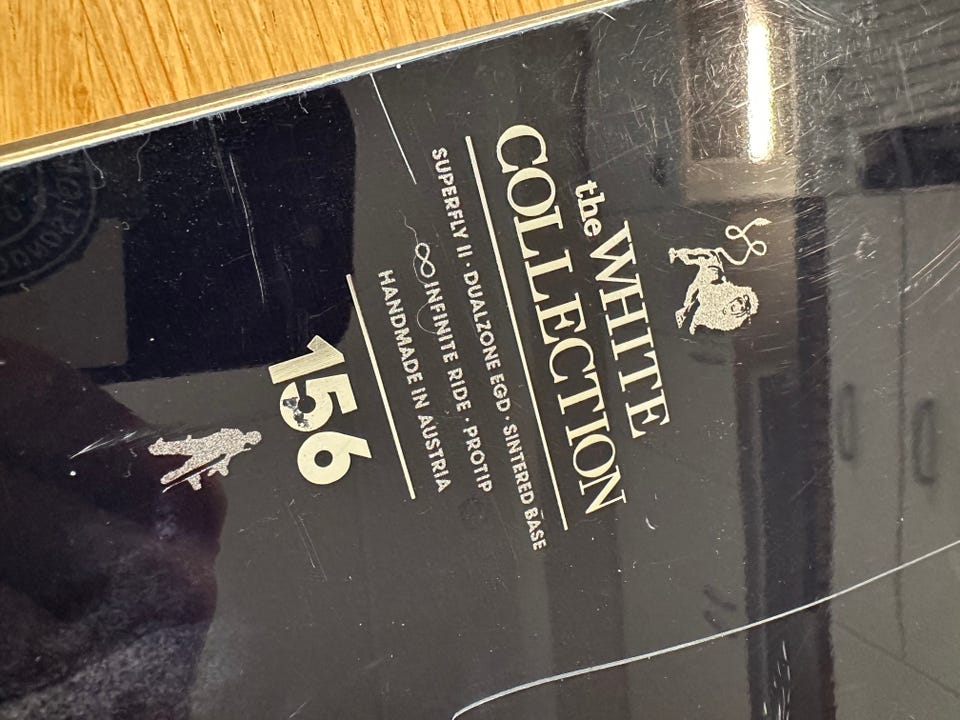 the WHITE
COLLECTION
SUPERFLY II · DUALZONE EGD · SINTERED BASE
∞ INFINITE RIDE · PROTIP
HANDMADE IN AUSTRIA
156